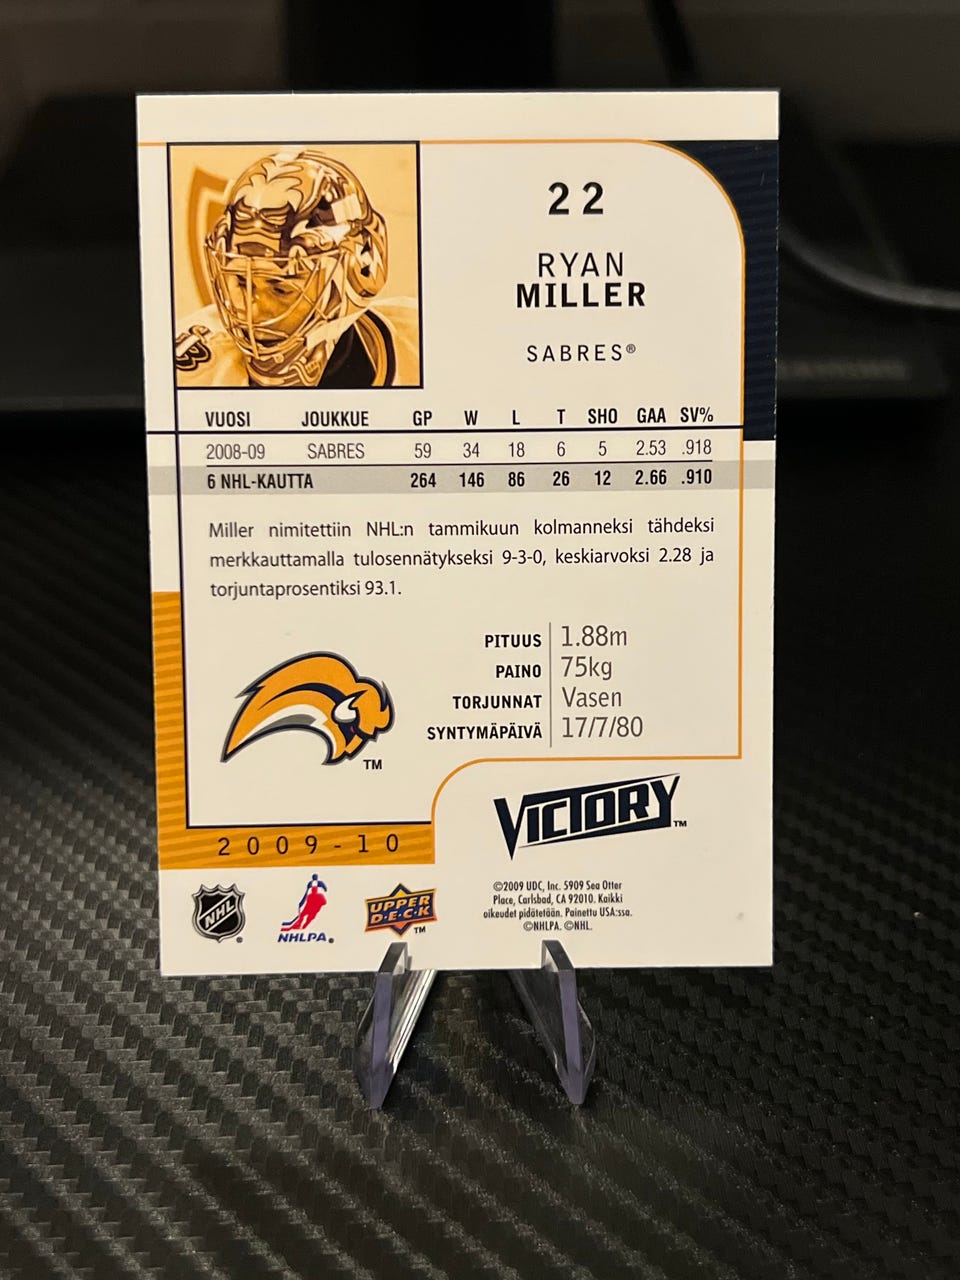 22
RYAN
MILLER
SABRES®
VUOSI JOUKKUE GP W L T SHO GAA SV%
2008-09 SABRES 59 34 18 6 5 2.53 .918
6 NHL-KAUTTA 264 146 86 26 12 2.66 .910
Miller nimitettiin NHL:n tammikuun kolmanneksi tähdeksi
merkkauttamalla tulosennätykseksi 9-3-0, keskiarvoksi 2.28 ja
torjuntaprosentiksi 93.1.
PITUUS 1.88m
PAINO 75kg
TORJUNNAT Vasen
SYNTYMÄPÄIVÄ 17/7/80
TM
VICTORY TM
2009-10
NHL ®
NHLPA ®
UPPER DECK TM
©2009 UDC, Inc. 5909 Sea Otter
Place, Carlsbad, CA 92010. Kaikki
oikeudet pidätetään. Painettu USA:ssa.
©NHLPA. ©NHL.